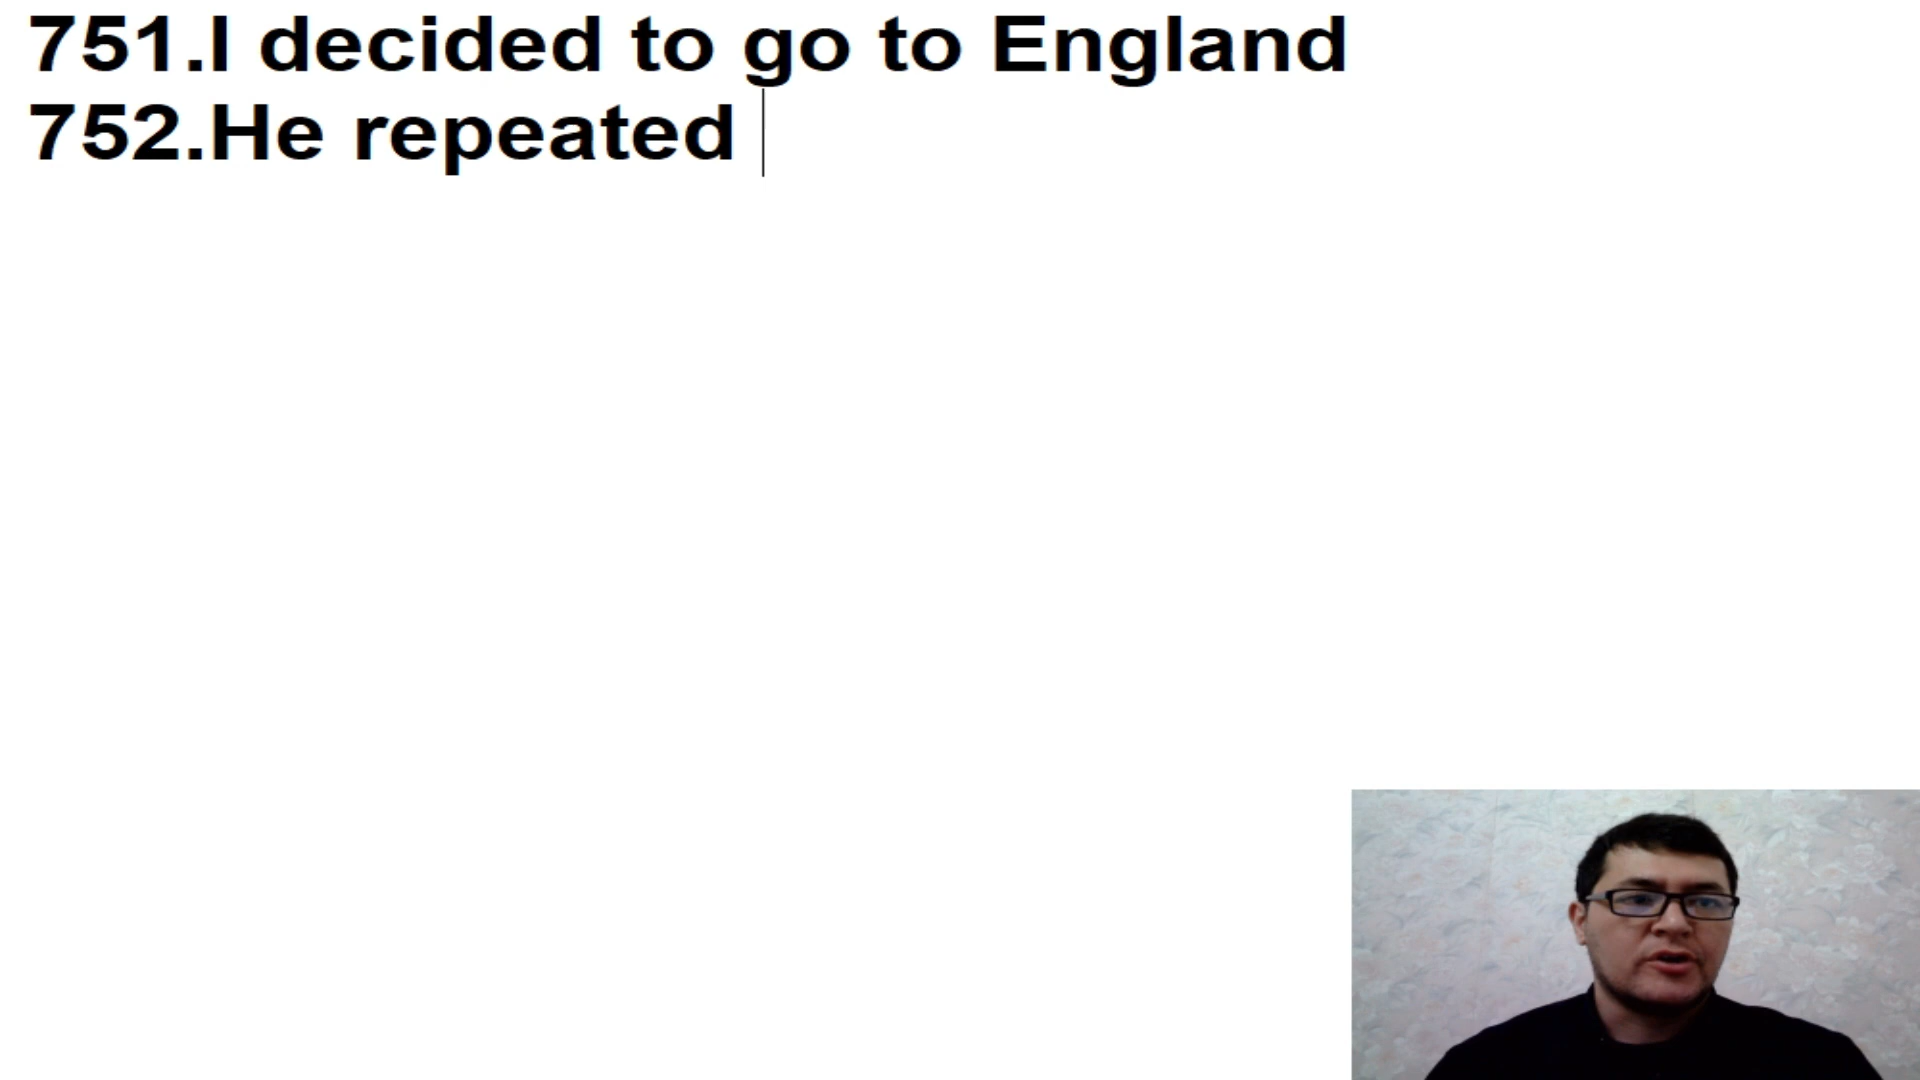 751.I decided to go to England
752.He repeated